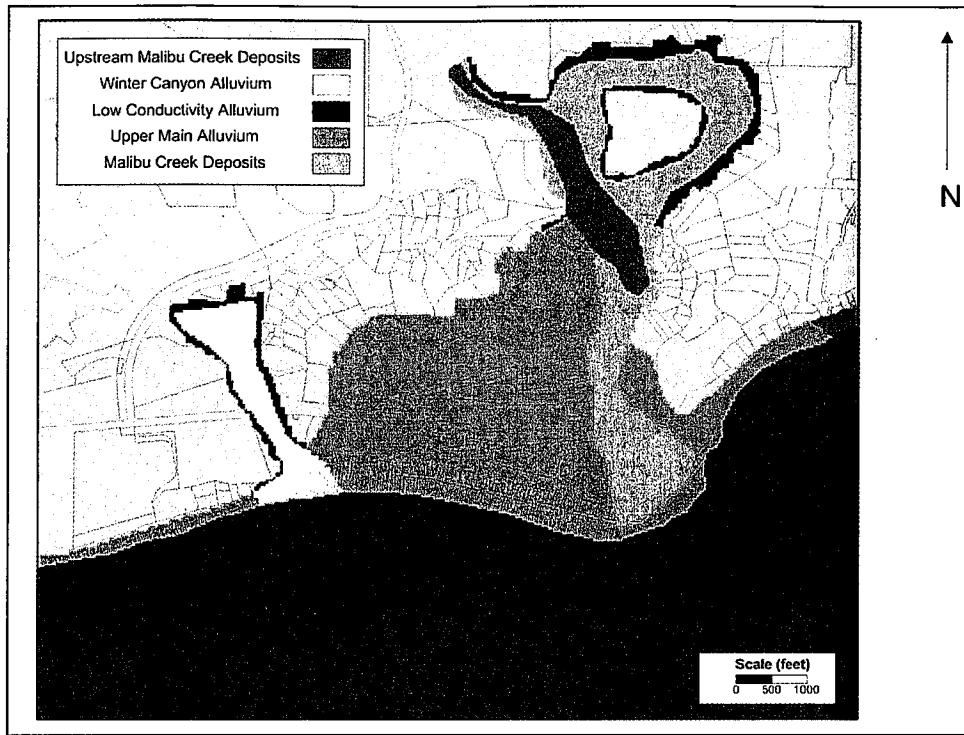 Upstream Malibu Creek Deposits
Winter Canyon Alluvium
Low Conductivity Alluvium
Upper Main Alluvium
Malibu Creek Deposits
N
Scale (feet)
0 500 1000